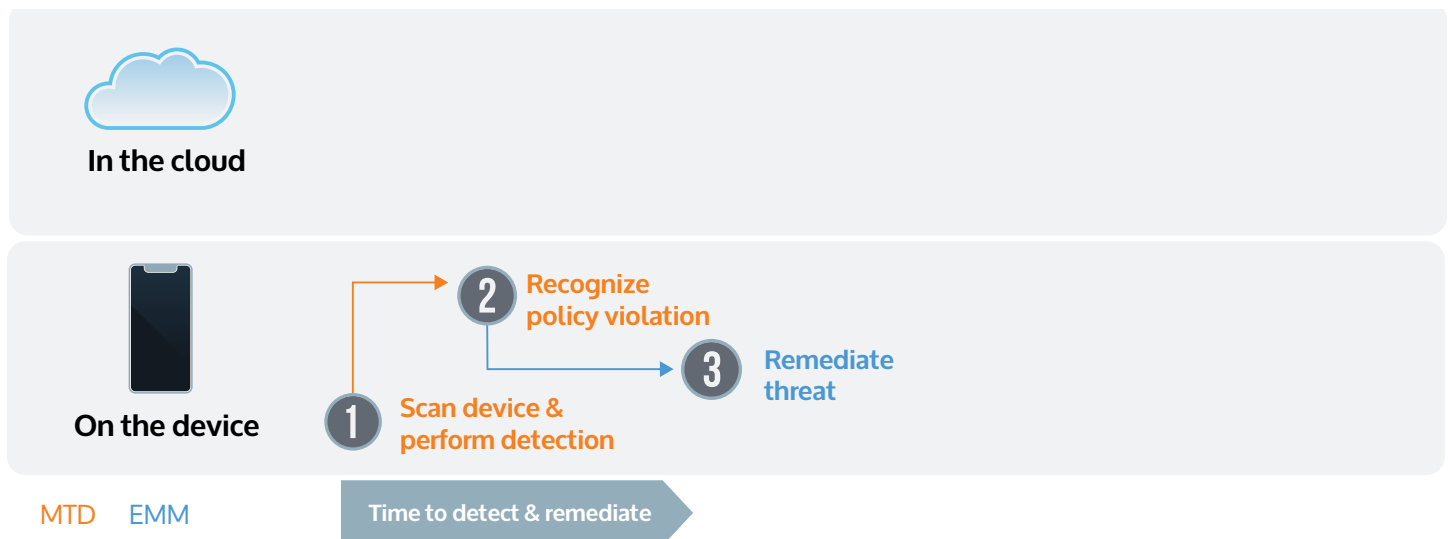 In the cloud
2
Recognize
policy violation
3
Remediate
threat
On the device
1
Scan device &
perform detection
MTD EMM
Time to detect & remediate